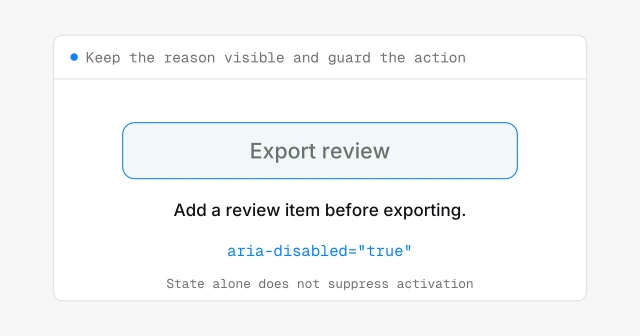 Keep the reason visible and guard the action
Export review
Add a review item before exporting.
aria-disabled="true"
State alone does not suppress activation